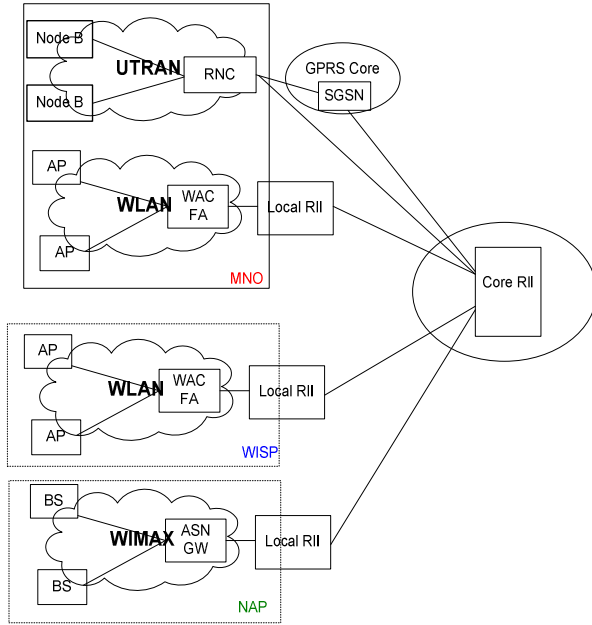 Node B
UTRAN
RNC
Node B
GPRS Core
SGSN
AP
WLAN
WAC
FA
Local RII
AP
MNO
Core RII
AP
WLAN
WAC
FA
Local RII
AP
WISP
BS
WIMAX
ASN
GW
Local RII
BS
NAP